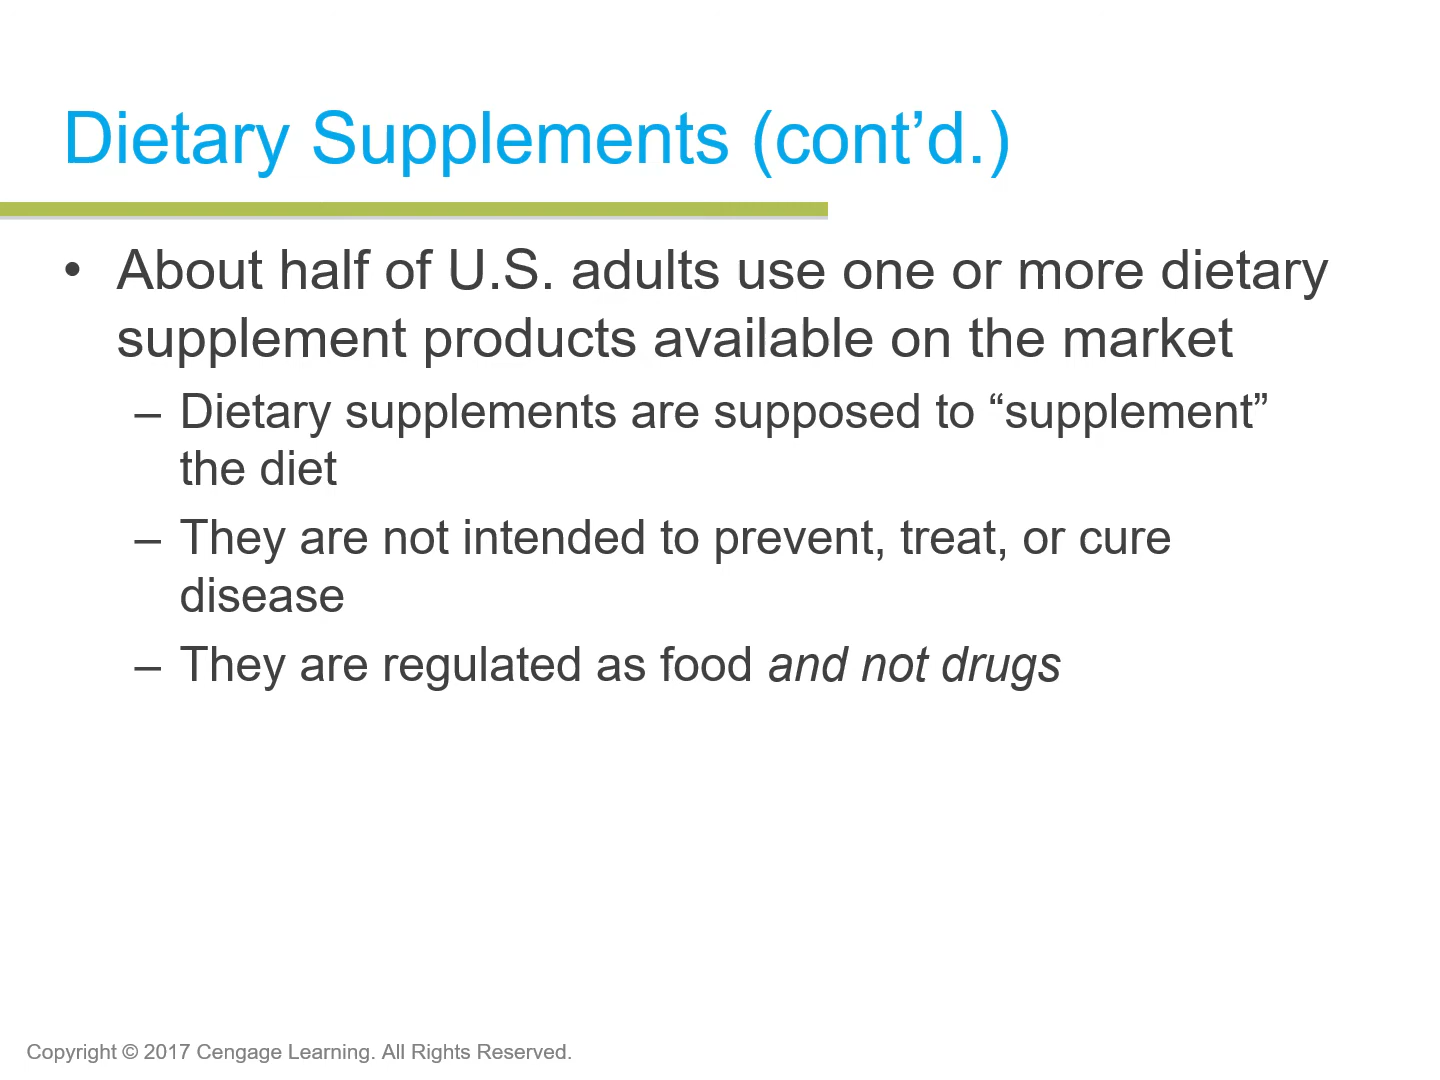 Dietary Supplements (cont’d.)
• About half of U.S. adults use one or more dietary
supplement products available on the market
– Dietary supplements are supposed to “supplement”
the diet
– They are not intended to prevent, treat, or cure
disease
– They are regulated as food and not drugs
Copyright © 2017 Cengage Learning. All Rights Reserved.